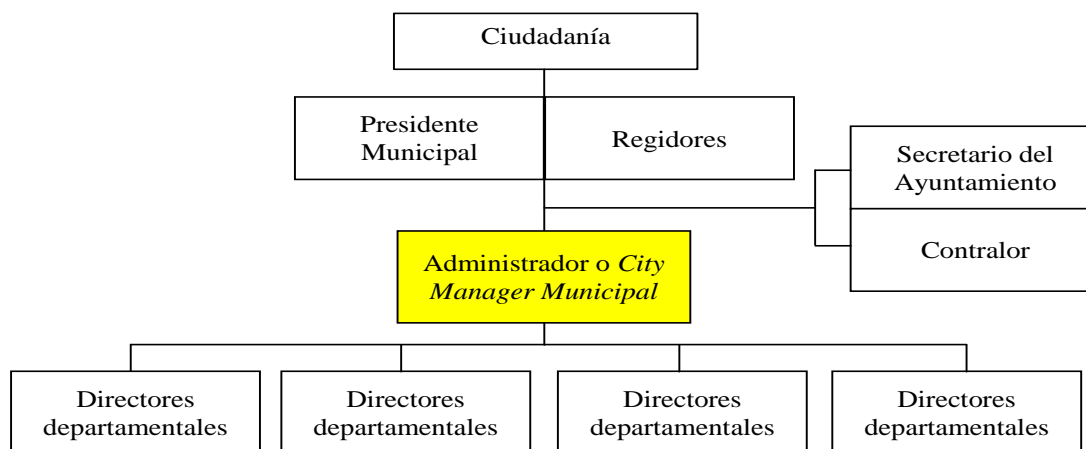 Ciudadanía
Presidente
Municipal
Regidores
Secretario del
Ayuntamiento
Contralor
Administrador o City
Manager Municipal
Directores
departamentales
Directores
departamentales
Directores
departamentales
Directores
departamentales